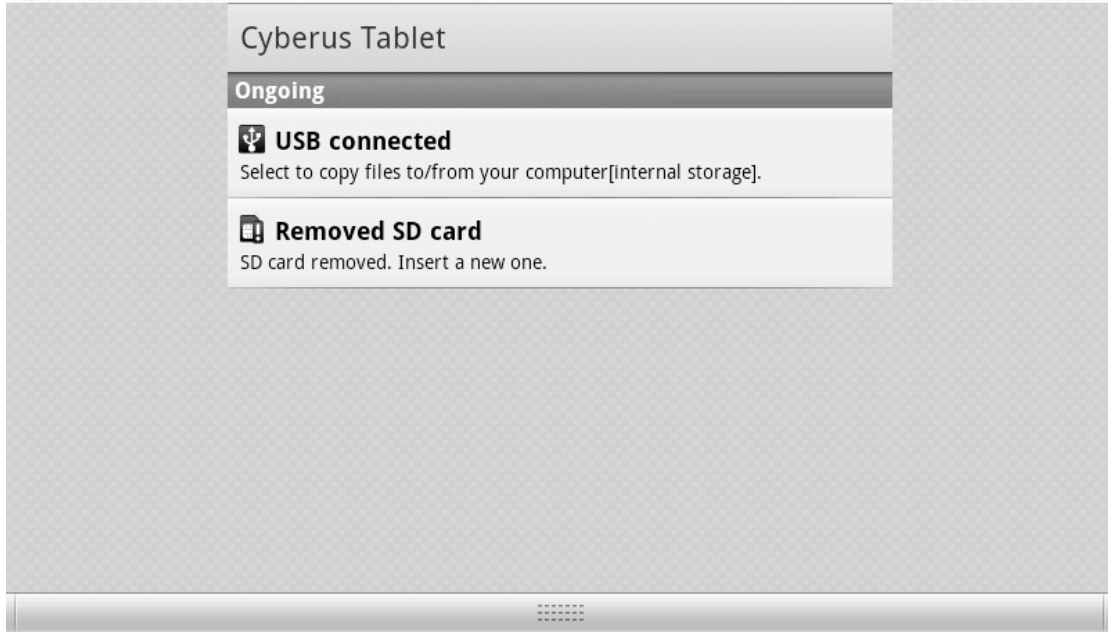 Cyberus Tablet
Ongoing
USB connected
Select to copy files to/from your computer[internal storage].
Removed SD card
SD card removed. Insert a new one.